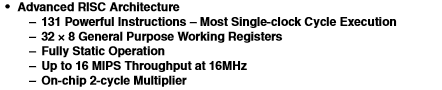 • Advanced RISC Architecture
– 131 Powerful Instructions – Most Single-clock Cycle Execution
– 32 × 8 General Purpose Working Registers
– Fully Static Operation
– Up to 16 MIPS Throughput at 16MHz
– On-chip 2-cycle Multiplier